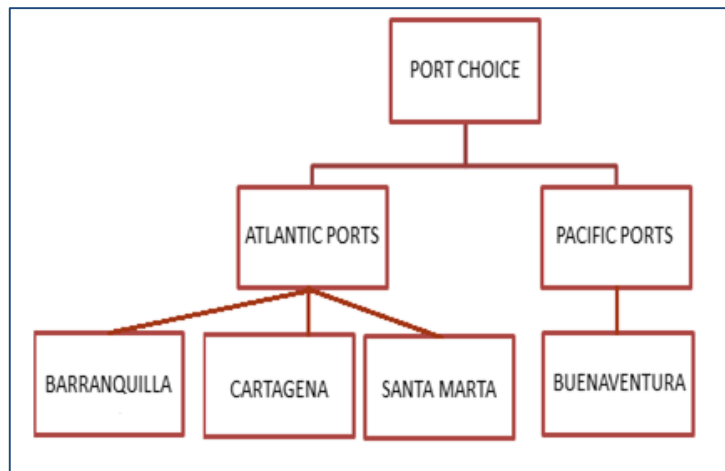 PORT CHOICE
ATLANTIC PORTS
PACIFIC PORTS
BARRANQUILLA
CARTAGENA
SANTA MARTA
BUENAVENTURA